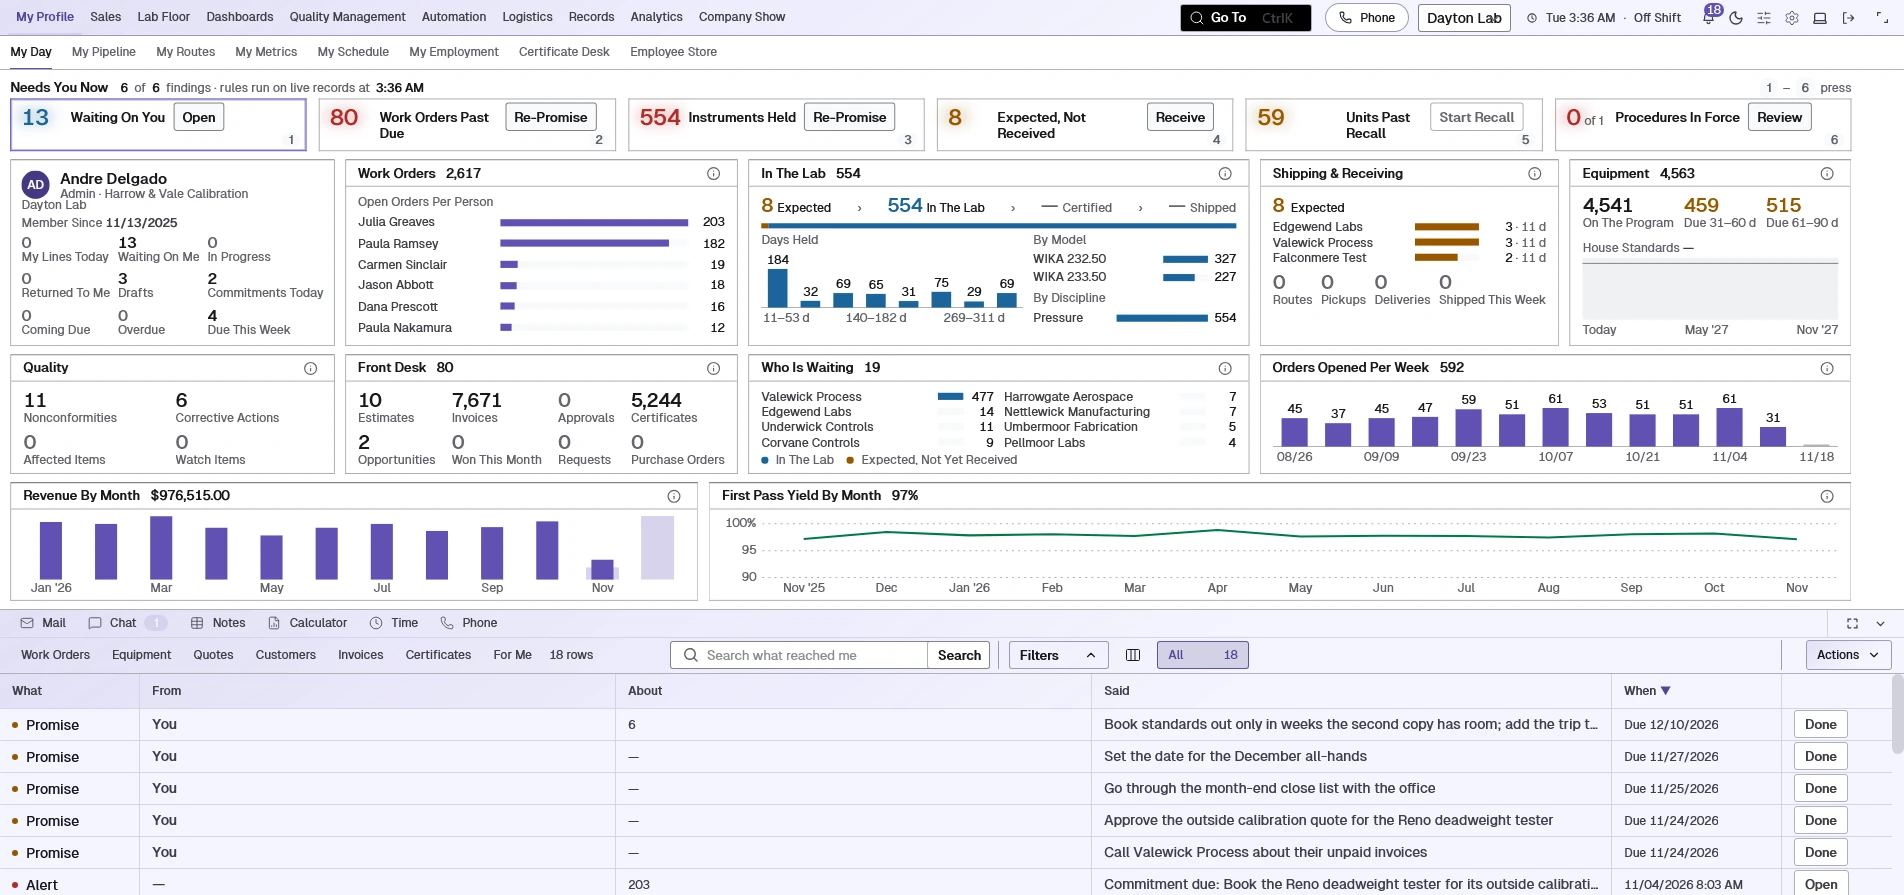 My Profile Sales Lab Floor Dashboards Quality Management Automation Logistics Records Analytics Company Show Go To CtrlK Phone Dayton Lab Tue 3:36 AM · Off Shift 18
My Day My Pipeline My Routes My Metrics My Schedule My Employment Certificate Desk Employee Store
Needs You Now 6 of 6 findings · rules run on live records at 3:36 AM 1 – 6 press
13 Waiting On You Open 1
80 Work Orders Past Due Re-Promise 2
554 Instruments Held Re-Promise 3
8 Expected, Not Received Receive 4
59 Units Past Recall Start Recall 5
0 of 1 Procedures In Force Review 6
AD Andre Delgado
Admin · Harrow & Vale Calibration
Dayton Lab
Member Since 11/13/2025
0 13 0
My Lines Today Waiting On Me In Progress
0 3 2
Returned To Me Drafts Commitments Today
0 0 4
Coming Due Overdue Due This Week
Work Orders 2,617
Open Orders Per Person
Julia Greaves 203
Paula Ramsey 182
Carmen Sinclair 19
Jason Abbott 18
Dana Prescott 16
Paula Nakamura 12
In The Lab 554
8 Expected › 554 In The Lab › — Certified › — Shipped
Days Held
184 32 69 65 31 75 29 69
11–53 d 140–182 d 269–311 d
By Model
WIKA 232.50 327
WIKA 233.50 227
By Discipline
Pressure 554
Shipping & Receiving
8 Expected
Edgewend Labs 3 · 11 d
Valewick Process 3 · 11 d
Falconmere Test 2 · 11 d
0 0 0 0
Routes Pickups Deliveries Shipped This Week
Equipment 4,563
4,541 459 515
On The Program Due 31–60 d Due 61–90 d
House Standards —
Today May '27 Nov '27
Quality
11 6
Nonconformities Corrective Actions
0 0
Affected Items Watch Items
Front Desk 80
10 7,671 0 5,244
Estimates Invoices Approvals Certificates
2 0 0 0
Opportunities Won This Month Requests Purchase Orders
Who Is Waiting 19
Valewick Process 477 Harrowgate Aerospace 7
Edgewend Labs 14 Nettlewick Manufacturing 7
Underwick Controls 11 Umbermoor Fabrication 5
Corvane Controls 9 Pellmoor Labs 4
In The Lab Expected, Not Yet Received
Orders Opened Per Week 592
45 37 45 47 59 51 61 53 51 51 61 31
08/26 09/09 09/23 10/07 10/21 11/04 11/18
Revenue By Month $976,515.00
Jan '26 Mar May Jul Sep Nov
First Pass Yield By Month 97%
100%
95
90
Nov '25 Dec Jan '26 Feb Mar Apr May Jun Jul Aug Sep Oct Nov
Mail Chat 1 Notes Calculator Time Phone
Work Orders Equipment Quotes Customers Invoices Certificates For Me 18 rows Search what reached me Search Filters All 18 Actions
What From About Said When
Promise You 6 Book standards out only in weeks the second copy has room; add the trip t... Due 12/10/2026 Done
Promise You — Set the date for the December all-hands Due 11/27/2026 Done
Promise You — Go through the month-end close list with the office Due 11/25/2026 Done
Promise You — Approve the outside calibration quote for the Reno deadweight tester Due 11/24/2026 Done
Promise You — Call Valewick Process about their unpaid invoices Due 11/24/2026 Done
Alert — 203 Commitment due: Book the Reno deadweight tester for its outside calibrati... 11/04/2026 8:03 AM Open